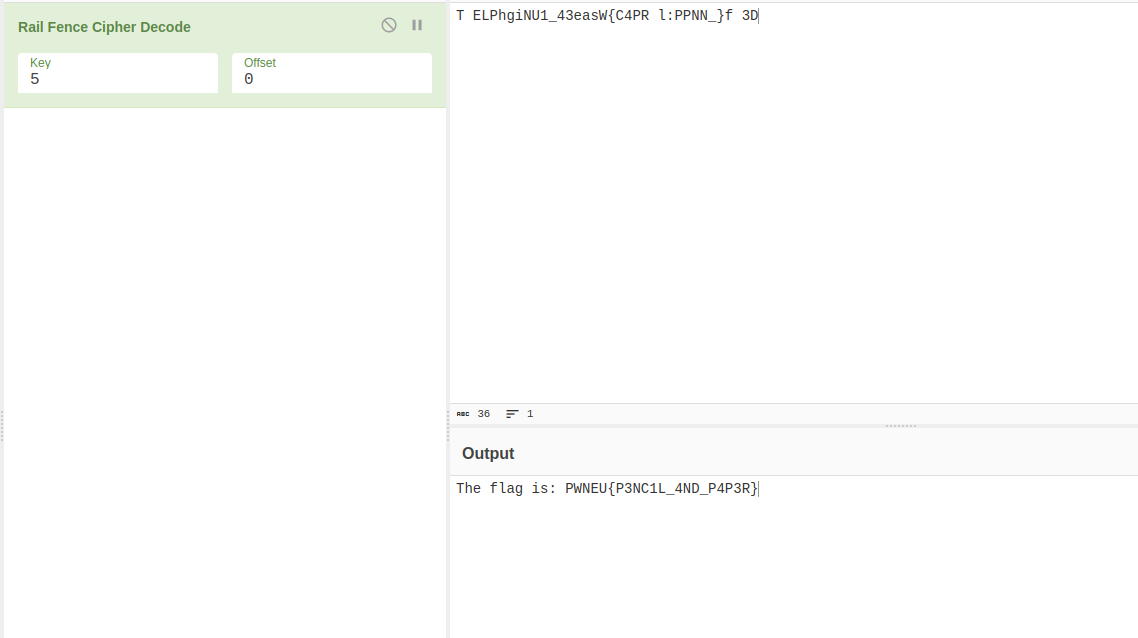 Rail Fence Cipher Decode
Key
5
Offset
0
T ELPhgiNU1_43easW{C4PR l:PPNN_}f 3D
RBC 36 1
Output
The flag is: PWNEU{P3NC1L_4ND_P4P3R}